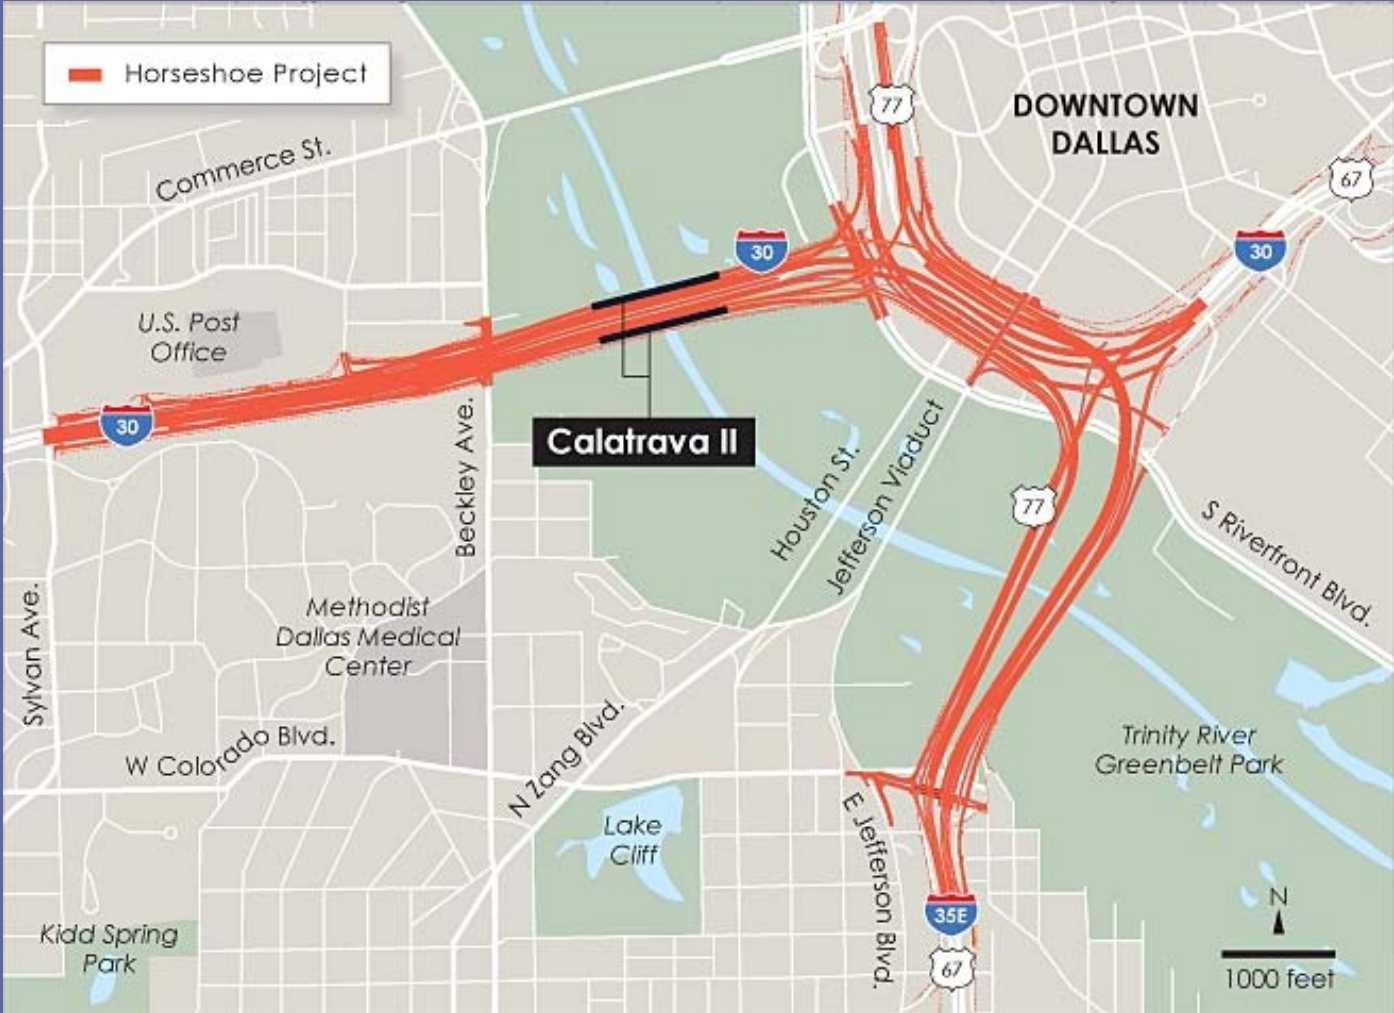 Horseshoe Project
77
DOWNTOWN
DALLAS
67
Commerce St.
30
30
U.S. Post
Office
30
Calatrava II
Beckley Ave.
Houston St.
Jefferson Viaduct
77
S Riverfront Blvd.
Sylvan Ave.
Methodist
Dallas Medical
Center
W Colorado Blvd.
N Zang Blvd.
Trinity River
Greenbelt Park
Lake
Cliff
E Jefferson Blvd.
35E
67
Kidd Spring
Park
N
1000 feet